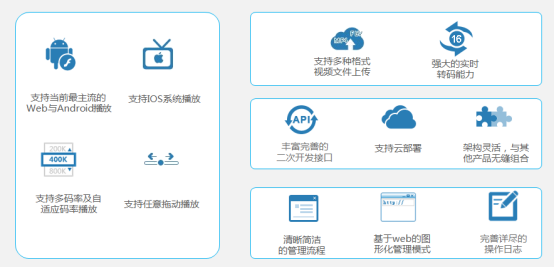 支持当前最主流的
Web与Android播放
支持IOS系统播放
200K
400K
800K
支持多码率及自
适应码率播放
支持任意拖动播放
MP4
支持多种格式
视频文件上传
16
强大的实时
转码能力
API
丰富完善的
二次开发接口
支持云部署
架构灵活，与其
他产品无缝组合
清晰简洁
的管理流程
http://
基于web的图
形化管理模式
完善详尽的
操作日志